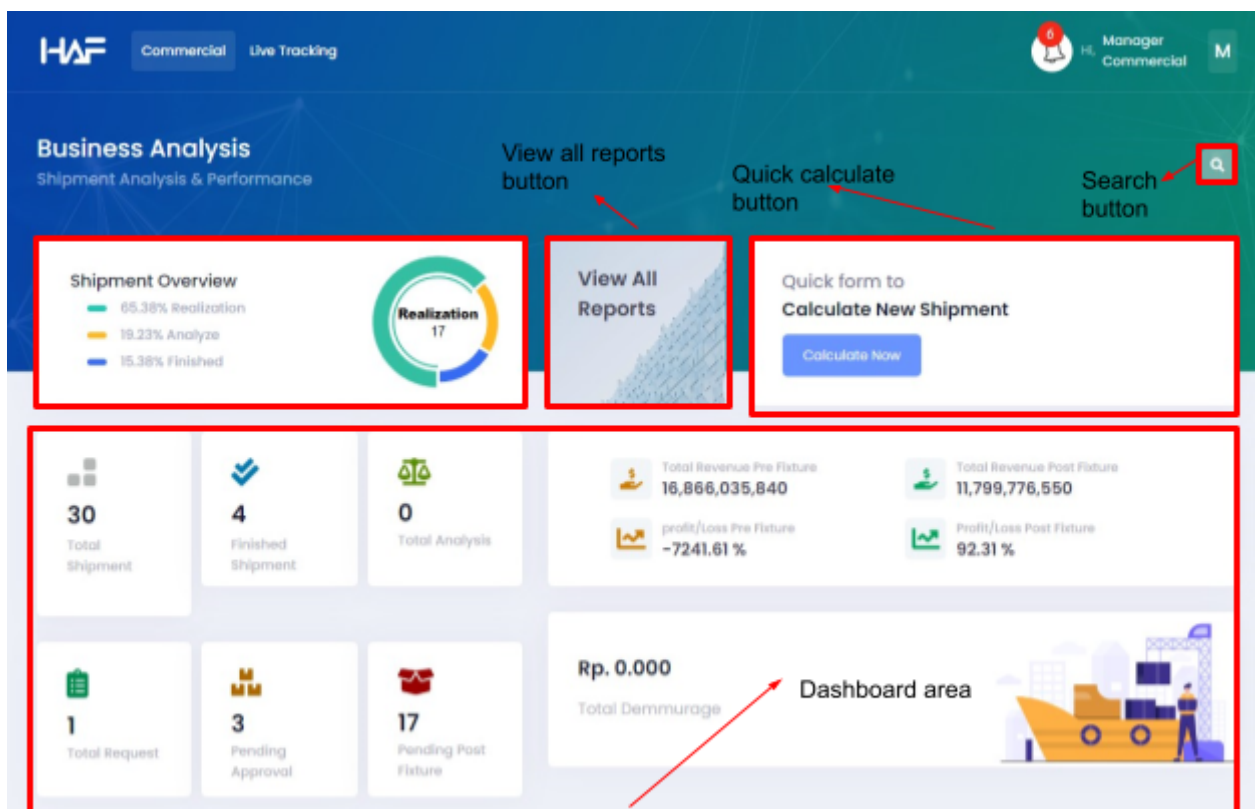 HAF
Commercial
Live Tracking
6
Hi,
Manager
Commercial
M
Business Analysis
Shipment Analysis & Performance
View all reports
button
Quick calculate
button
Search
button
Shipment Overview
65.38% Realization
19.23% Analyze
15.38% Finished
Realization
17
View All
Reports
Quick form to
Calculate New Shipment
Calculate Now
30
Total
Shipment
4
Finished
Shipment
0
Total Analysis
Total Revenue Pre Fixture
16,866,035,840
Total Revenue Post Fixture
11,799,776,550
profit/Loss Pre Fixture
-7241.61 %
Profit/Loss Post Fixture
92.31 %
1
Total Request
3
Pending
Approval
17
Pending Post
Fixture
Rp. 0.000
Total Demmurage
Dashboard area